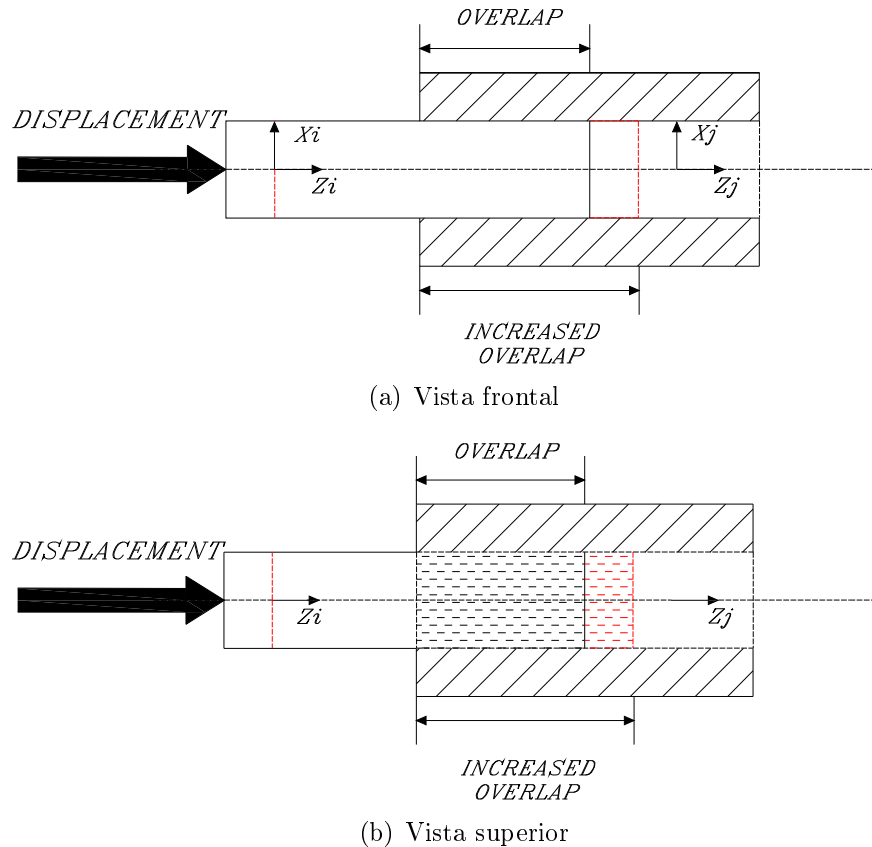 OVERLAP
DISPLACEMENT
Xi
Xj
Zi
Zj
INCREASED
OVERLAP
(a) Vista frontal
OVERLAP
DISPLACEMENT
Zi
Zj
INCREASED
OVERLAP
(b) Vista superior